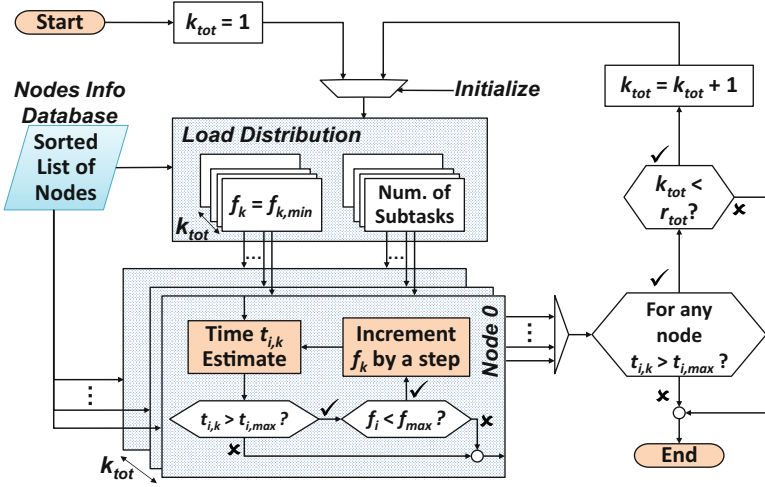 Start
k_tot = 1
Nodes Info
Database
Initialize
k_tot = k_tot + 1
Sorted
List of
Nodes
Load Distribution
f_k = f_k,min
Num. of
Subtasks
k_tot
...
...
✓
k_tot <
r_tot?
✘
✓
Node 0
Time t_i,k
Estimate
Increment
f_k by a step
...
For any
node
t_i,k > t_i,max ?
...
✓
t_i,k > t_i,max ?
✓
f_i < f_max ?
✘
✘
✘
k_tot
End